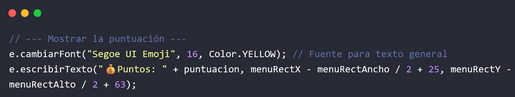 // --- Mostrar la puntuación ---
e.cambiarFont("Segoe UI Emoji", 16, Color.YELLOW); // Fuente para texto general
e.escribirTexto("💰Puntos: " + puntuacion, menuRectX - menuRectAncho / 2 + 25, menuRectY -
menuRectAlto / 2 + 63);